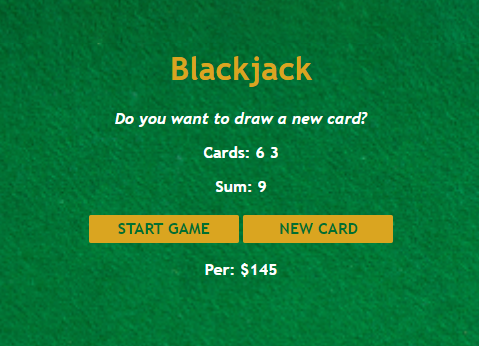 Blackjack
Do you want to draw a new card?
Cards: 6 3
Sum: 9
START GAME NEW CARD
Per: $145